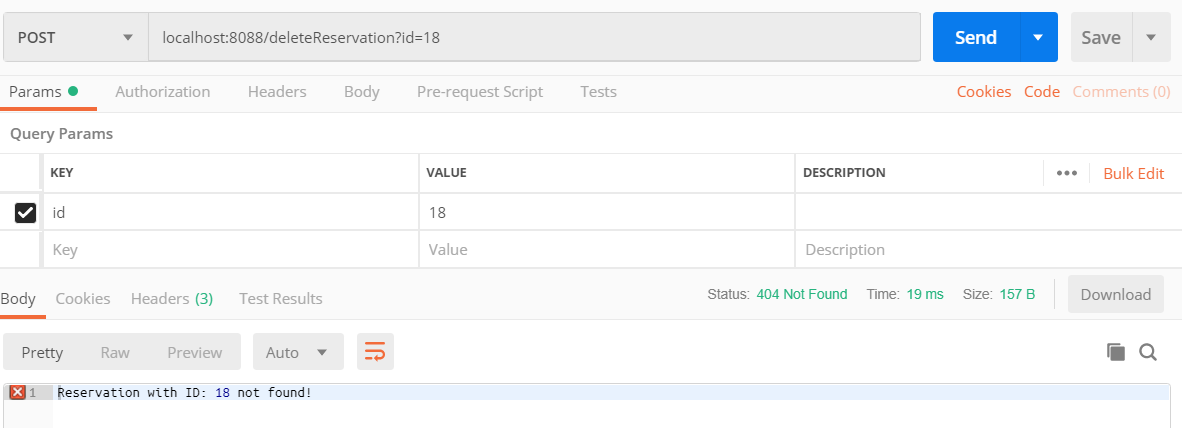 POST localhost:8088/deleteReservation?id=18 Send Save
Params Authorization Headers Body Pre-request Script Tests Cookies Code Comments (0)
Query Params
KEY VALUE DESCRIPTION ••• Bulk Edit
id 18
Key Value Description
Body Cookies Headers (3) Test Results Status: 404 Not Found Time: 19 ms Size: 157 B Download
Pretty Raw Preview Auto
1 Reservation with ID: 18 not found!